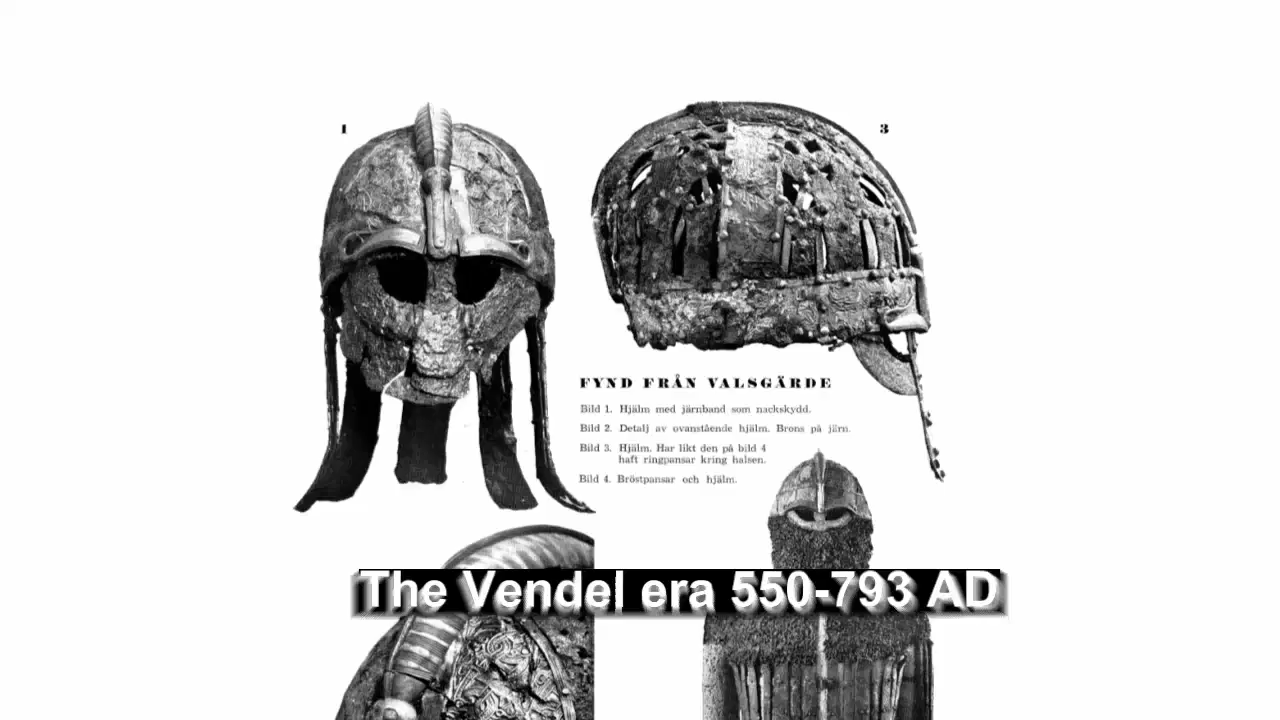 1
3
FYND FRÅN VALSGÄRDE
Bild 1. Hjälm med järnband som nackskydd.
Bild 2. Detalj av ovanstående hjälm. Brons på järn.
Bild 3. Hjälm. Har likt den på bild 4
haft ringpansar kring halsen.
Bild 4. Bröstpansar och hjälm.
The Vendel era 550-793 AD